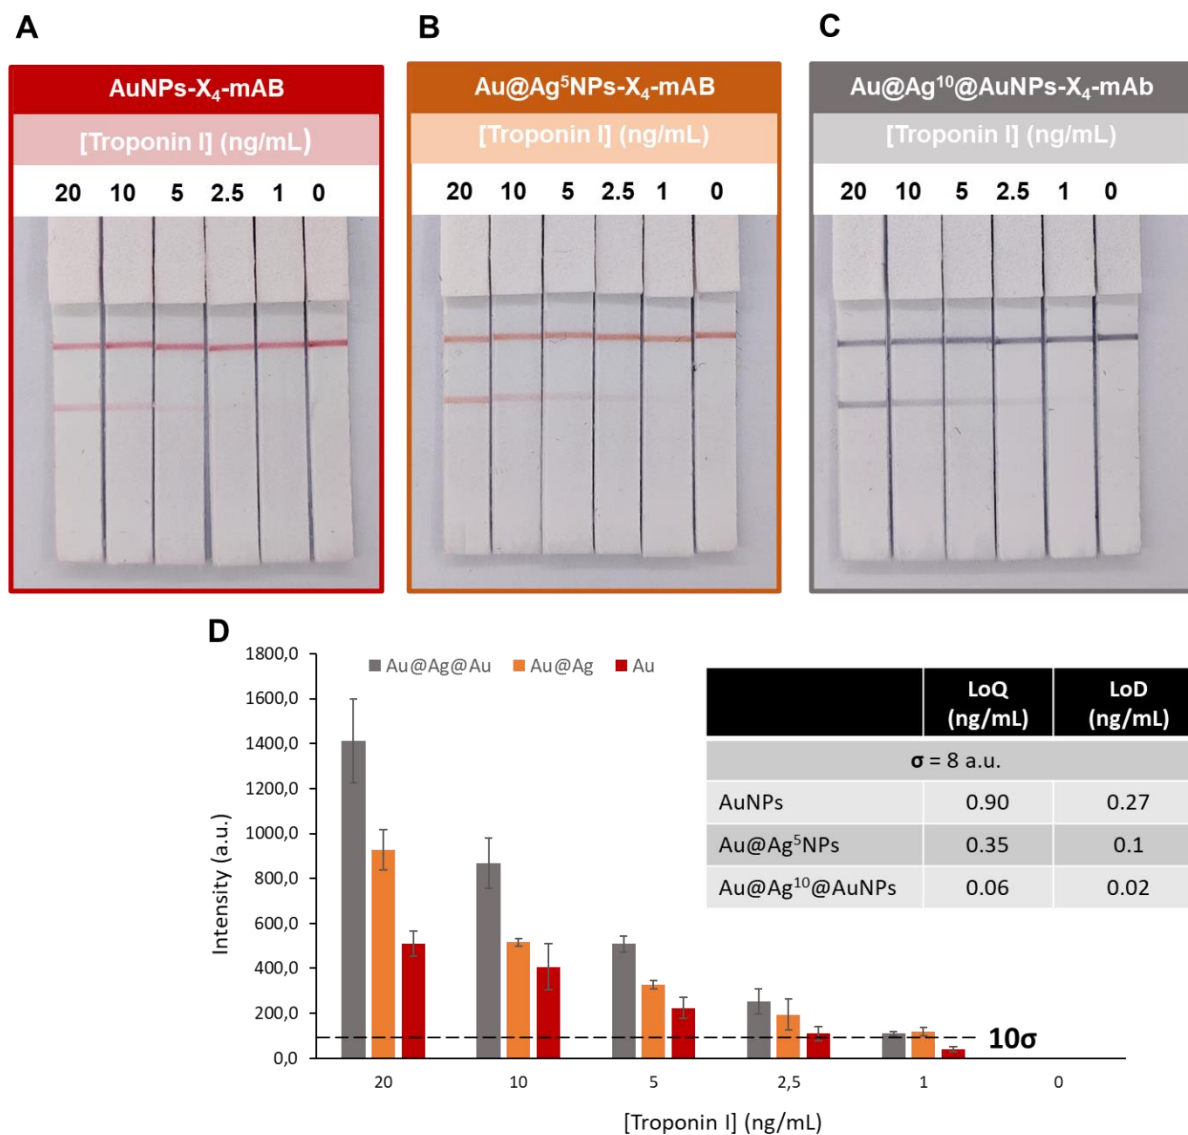 A
B
C
AuNPs-X₄-mAB
[Troponin I] (ng/mL)
20 10 5 2.5 1 0
Au@Ag⁵NPs-X₄-mAB
[Troponin I] (ng/mL)
20 10 5 2.5 1 0
Au@Ag¹⁰@AuNPs-X₄-mAb
[Troponin I] (ng/mL)
20 10 5 2.5 1 0
D
Au@Ag@Au Au@Ag Au
1800,0
1600,0
1400,0
1200,0
1000,0
800,0
600,0
400,0
200,0
0,0
Intensity (a.u.)
10σ
20 10 5 2,5 1 0
[Troponin I] (ng/mL)
LoQ (ng/mL) LoD (ng/mL)
σ = 8 a.u.
AuNPs 0.90 0.27
Au@Ag⁵NPs 0.35 0.1
Au@Ag¹⁰@AuNPs 0.06 0.02